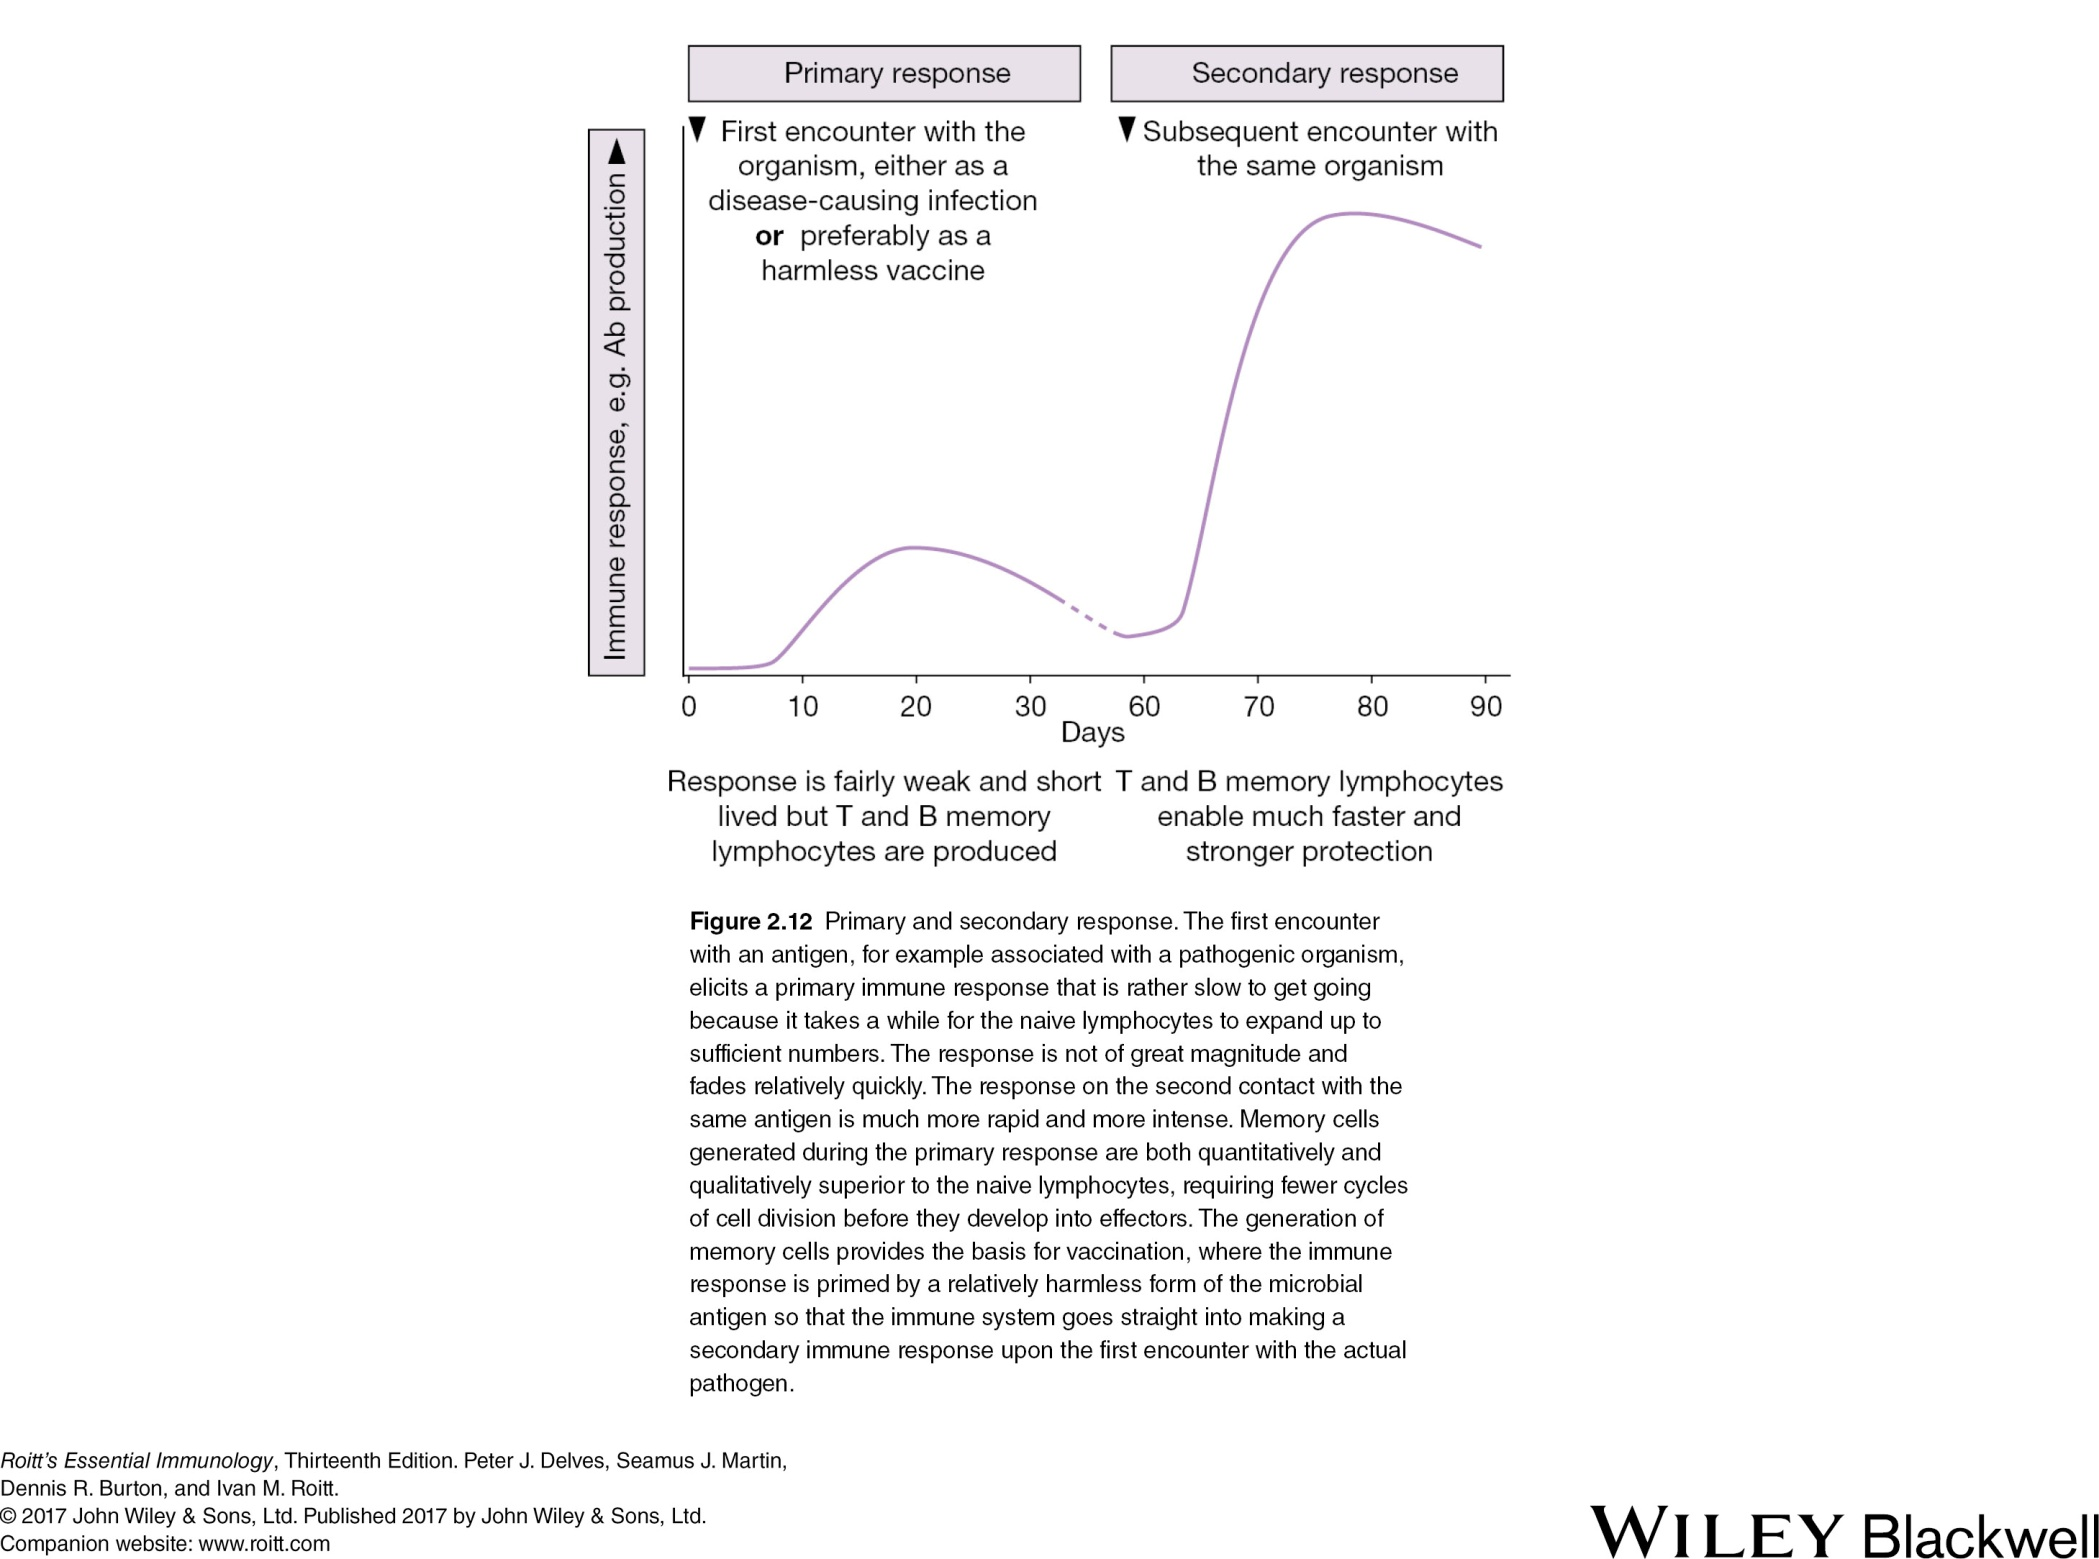 Primary response
Secondary response
First encounter with the
organism, either as a
disease-causing infection
or preferably as a
harmless vaccine
Subsequent encounter with
the same organism
Immune response, e.g. Ab production
0 10 20 30 60 70 80 90
Days
Response is fairly weak and short
lived but T and B memory
lymphocytes are produced
T and B memory lymphocytes
enable much faster and
stronger protection
Figure 2.12 Primary and secondary response. The first encounter
with an antigen, for example associated with a pathogenic organism,
elicits a primary immune response that is rather slow to get going
because it takes a while for the naive lymphocytes to expand up to
sufficient numbers. The response is not of great magnitude and
fades relatively quickly. The response on the second contact with the
same antigen is much more rapid and more intense. Memory cells
generated during the primary response are both quantitatively and
qualitatively superior to the naive lymphocytes, requiring fewer cycles
of cell division before they develop into effectors. The generation of
memory cells provides the basis for vaccination, where the immune
response is primed by a relatively harmless form of the microbial
antigen so that the immune system goes straight into making a
secondary immune response upon the first encounter with the actual
pathogen.
Roitt's Essential Immunology, Thirteenth Edition. Peter J. Delves, Seamus J. Martin,
Dennis R. Burton, and Ivan M. Roitt.
© 2017 John Wiley & Sons, Ltd. Published 2017 by John Wiley & Sons, Ltd.
Companion website: www.roitt.com
WILEY Blackwell